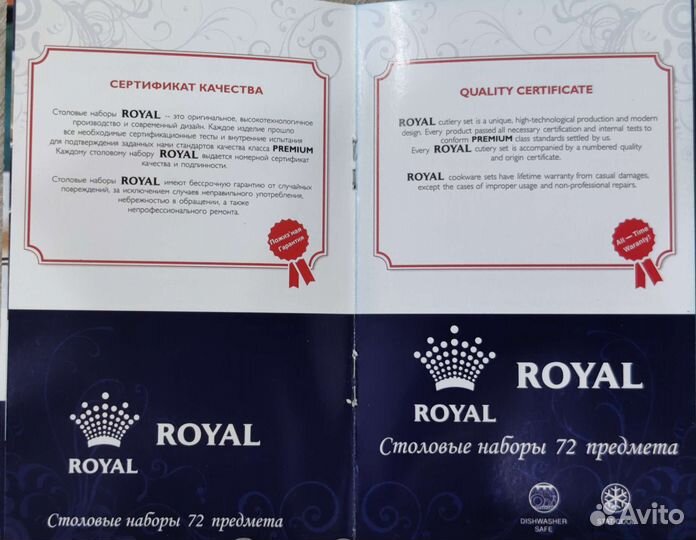 СЕРТИФИКАТ КАЧЕСТВА
Столовые наборы ROYAL -- это оригинальное, высокотехнологичное
производство и современный дизайн. Каждое изделие прошло
все необходимые сертификационные тесты и внутренние испытания
для подтверждения заданных нами стандартов качества класса PREMIUM
Каждому столовому набору ROYAL выдается номерной сертификат
качества и подлинности.
Столовые наборы ROYAL имеют бессрочную гарантию от случайных
повреждений, за исключением случаев неправильного употребления,
небрежностью в обращении, а также
непрофессионального ремонта.
Пожизная
Гарантия
ROYAL
ROYAL
Столовые наборы 72 предмета
QUALITY CERTIFICATE
ROYAL cutlery set is a unique, high-technological production and modern
design. Every product passed all necessary certification and internal tests to
conform PREMIUM class standards settled by us.
Every ROYAL cutlery set is accompanied by a numbered quality
and origin certificate.
ROYAL cookware sets have lifetime warranty from casual damages,
except the cases of improper usage and non-professional repairs.
All — Time
Waranty!
ROYAL
ROYAL
Столовые наборы 72 предмета
DISHWASHER
SAFE
Avito